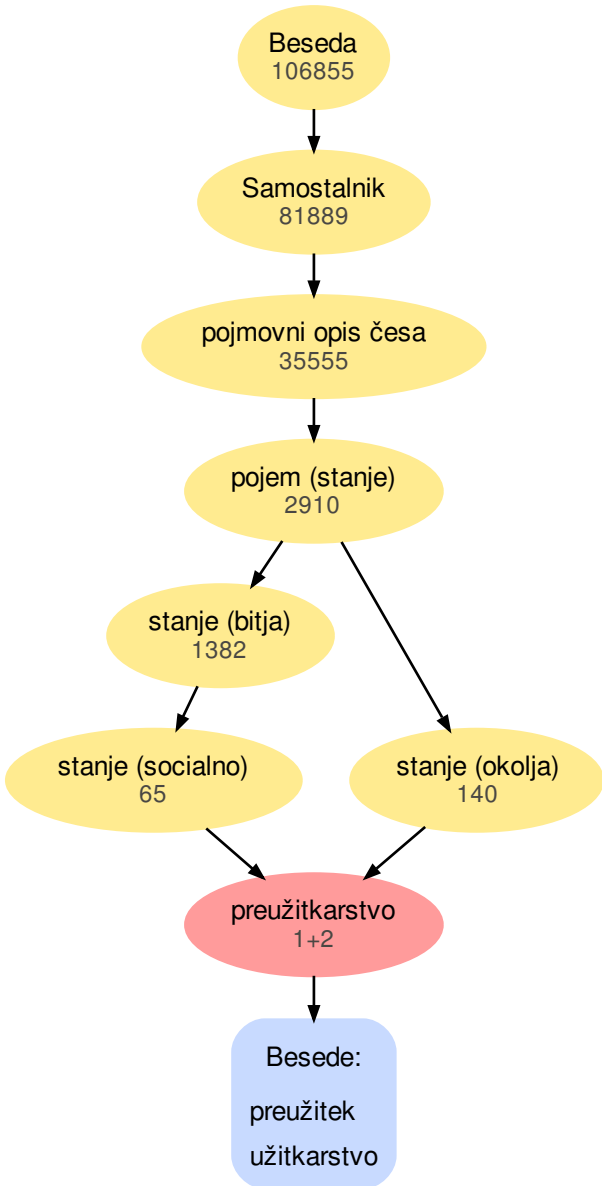 Beseda
106855
Samostalnik
81889
pojmovni opis česa
35555
pojem (stanje)
2910
stanje (bitja)
1382
stanje (socialno)
65
stanje (okolja)
140
preužitkarstvo
1+2
Besede:
preužitek
užitkarstvo